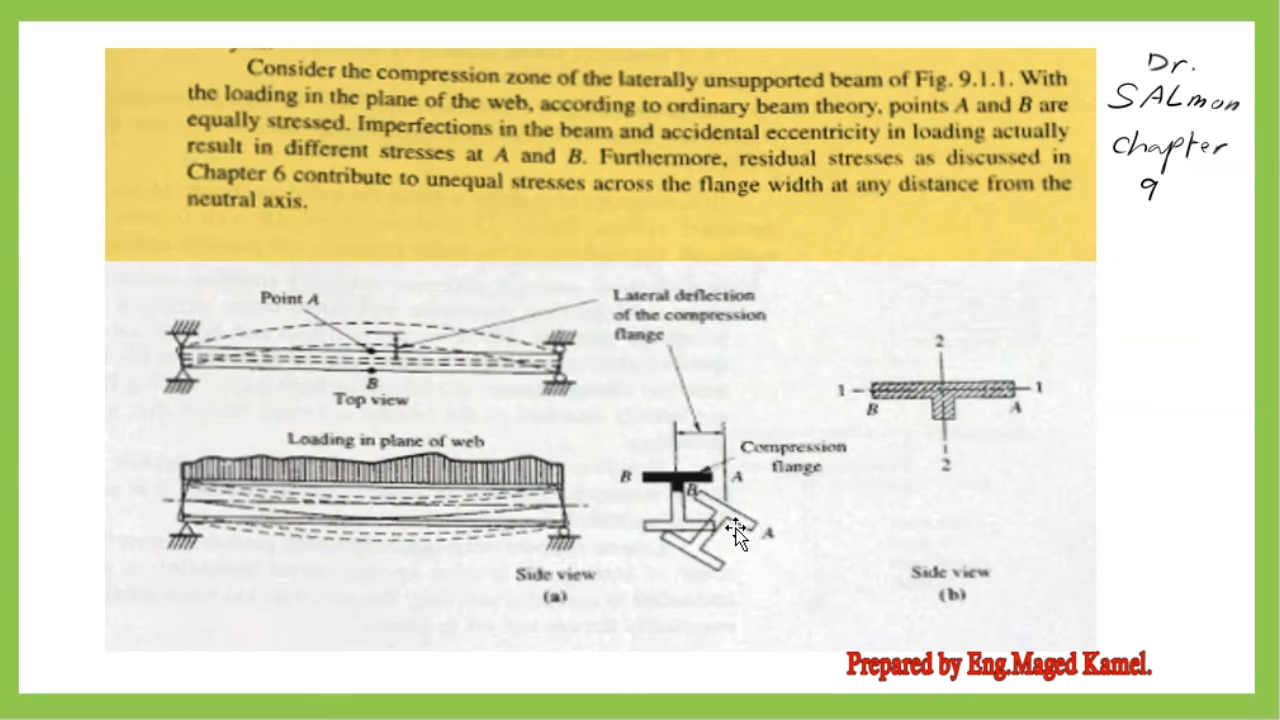 Consider the compression zone of the laterally unsupported beam of Fig. 9.1.1. With
the loading in the plane of the web, according to ordinary beam theory, points A and B are
equally stressed. Imperfections in the beam and accidental eccentricity in loading actually
result in different stresses at A and B. Furthermore, residual stresses as discussed in
Chapter 6 contribute to unequal stresses across the flange width at any distance from the
neutral axis.
Dr.
SALmon
Chapter
9
Point A
Lateral deflection
of the compression
flange
B
Top view
Loading in plane of web
Compression
flange
B
A
B
A
Side view
(a)
2
1
1
B
A
2
Side view
(b)
Prepared by Eng.Maged Kamel.